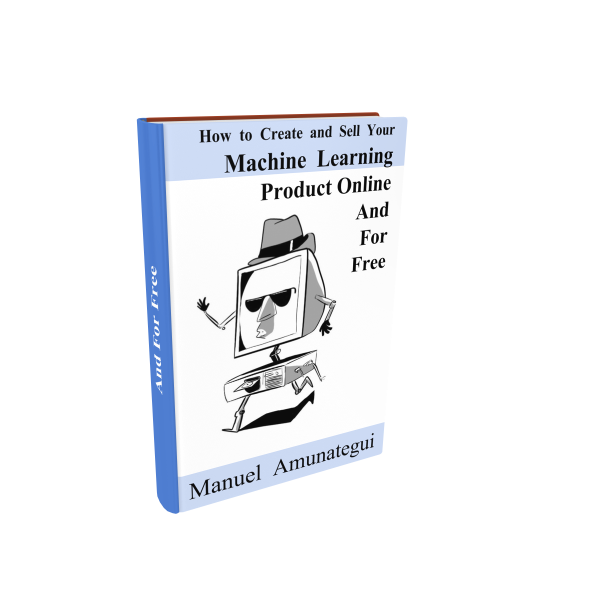 How to Create and Sell Your
Machine Learning
Product Online
And
For
Free
Manuel Amunategui
And For Free